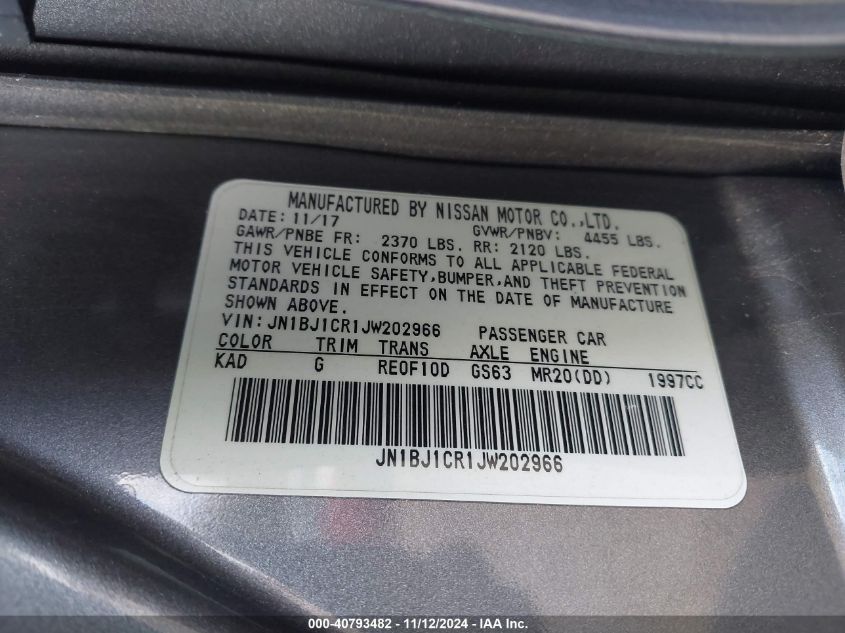 MANUFACTURED BY NISSAN MOTOR CO.,LTD.
DATE: 11/17 GVWR/PNBV: 4455 LBS.
GAWR/PNBE FR: 2370 LBS. RR: 2120 LBS.
THIS VEHICLE CONFORMS TO ALL APPLICABLE FEDERAL
MOTOR VEHICLE SAFETY,BUMPER,AND THEFT PREVENTION
STANDARDS IN EFFECT ON THE DATE OF MANUFACTURE
SHOWN ABOVE.
VIN:JN1BJ1CR1JW202966 PASSENGER CAR
COLOR TRIM TRANS AXLE ENGINE
KAD G RE0F10D GS63 MR20(DD) 1997CC
JN1BJ1CR1JW202966
000-40793482 - 11/12/2024 - IAA Inc.